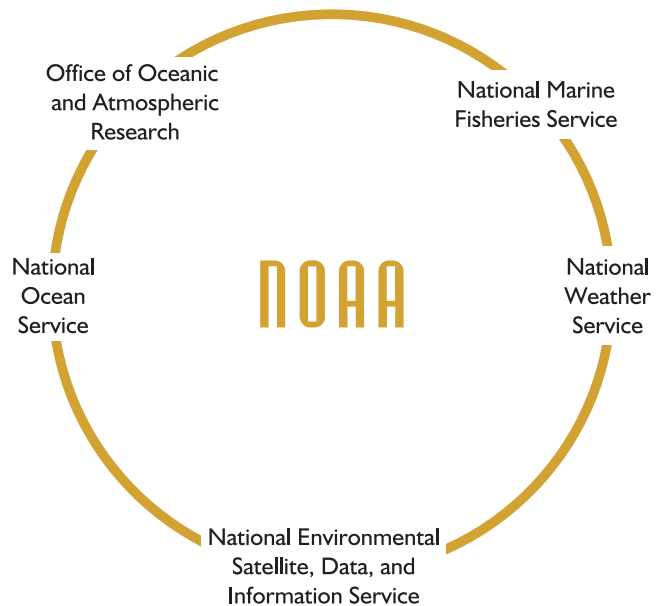 Office of Oceanic
and Atmospheric
Research
National Marine
Fisheries Service
National
Ocean
Service
NOAA
National
Weather
Service
National Environmental
Satellite, Data, and
Information Service